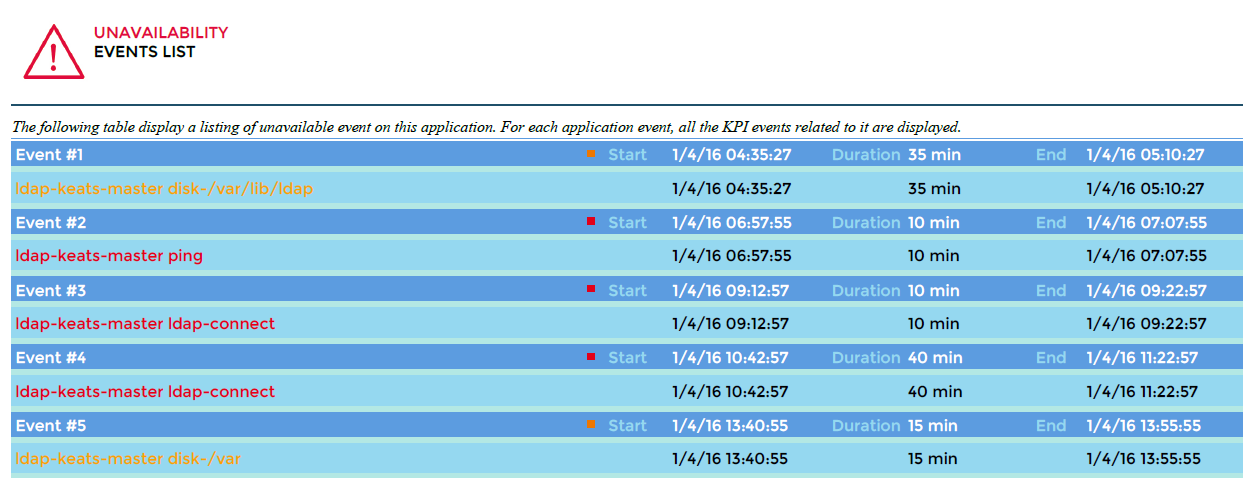 UNAVAILABILITY
EVENTS LIST
The following table display a listing of unavailable event on this application. For each application event, all the KPI events related to it are displayed.
Event #1 Start 1/4/16 04:35:27 Duration 35 min End 1/4/16 05:10:27
ldap-keats-master disk-/var/lib/ldap 1/4/16 04:35:27 35 min 1/4/16 05:10:27
Event #2 Start 1/4/16 06:57:55 Duration 10 min End 1/4/16 07:07:55
ldap-keats-master ping 1/4/16 06:57:55 10 min 1/4/16 07:07:55
Event #3 Start 1/4/16 09:12:57 Duration 10 min End 1/4/16 09:22:57
ldap-keats-master ldap-connect 1/4/16 09:12:57 10 min 1/4/16 09:22:57
Event #4 Start 1/4/16 10:42:57 Duration 40 min End 1/4/16 11:22:57
ldap-keats-master ldap-connect 1/4/16 10:42:57 40 min 1/4/16 11:22:57
Event #5 Start 1/4/16 13:40:55 Duration 15 min End 1/4/16 13:55:55
ldap-keats-master disk-/var 1/4/16 13:40:55 15 min 1/4/16 13:55:55